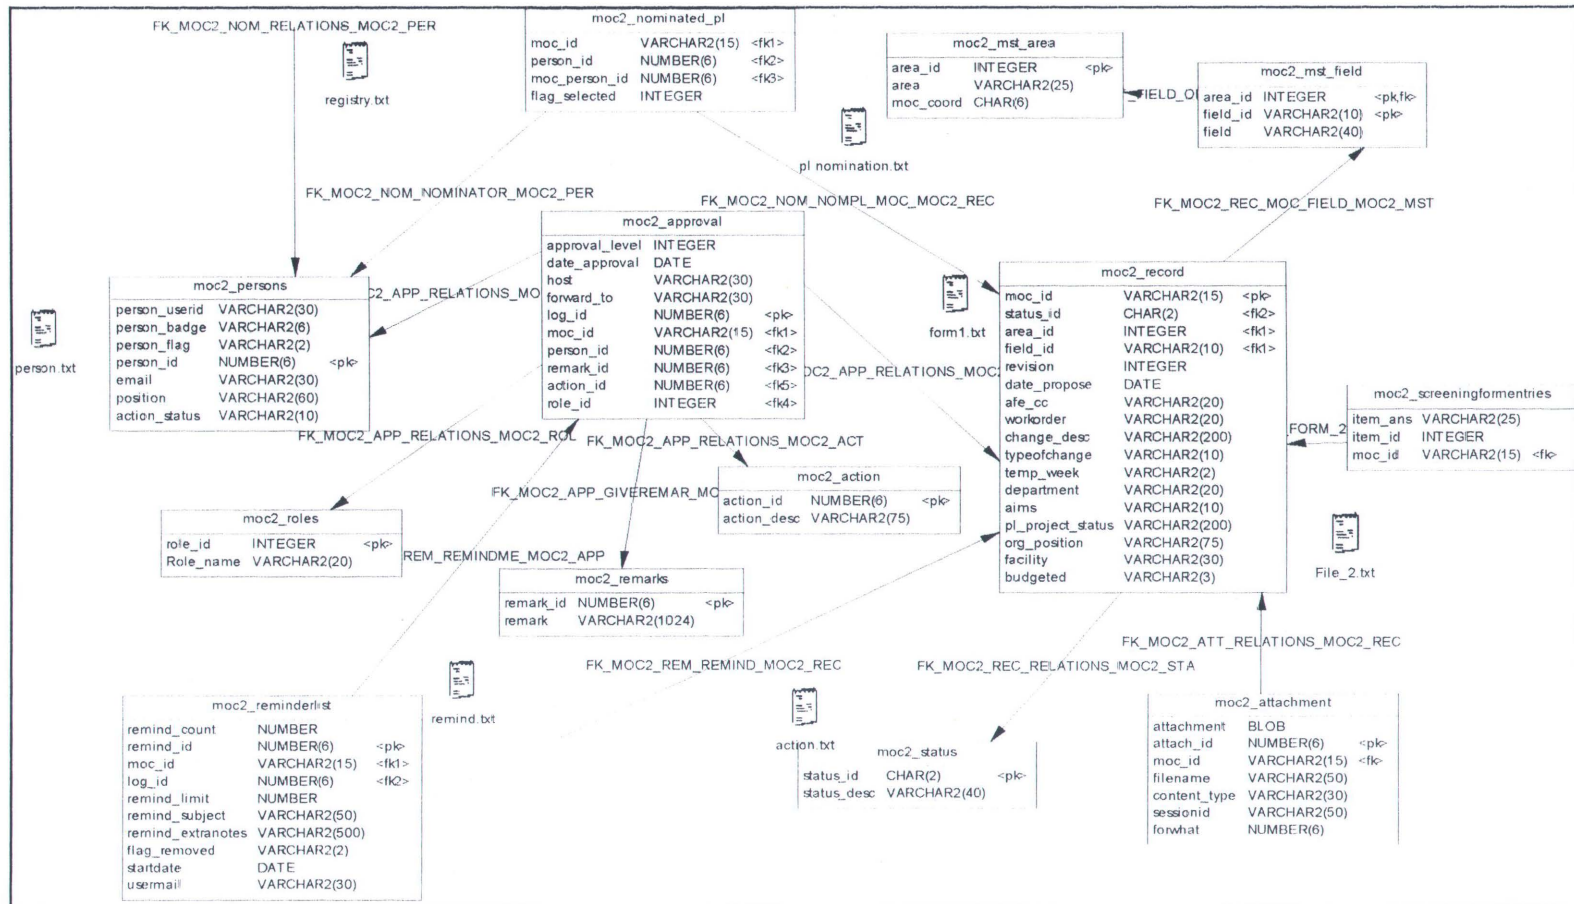 FK_MOC2_NOM_RELATIONS_MOC2_PER
registry.txt
moc2_nominated_pl
moc_id VARCHAR2(15) <fk1>
person_id NUMBER(6) <fk2>
moc_person_id NUMBER(6) <fk3>
flag_selected INTEGER
moc2_mst_area
area_id INTEGER <pk>
area VARCHAR2(25)
moc_coord CHAR(6)
_FIELD_O
moc2_mst_field
area_id INTEGER <pk,fk>
field_id VARCHAR2(10) <pk>
field VARCHAR2(40)
pl nomination.txt
FK_MOC2_NOM_NOMINATOR_MOC2_PER
FK_MOC2_NOM_NOMPL_MOC_MOC2_REC
FK_MOC2_REC_MOC_FIELD_MOC2_MST
moc2_approval
approval_level INTEGER
date_approval DATE
host VARCHAR2(30)
forward_to VARCHAR2(30)
log_id NUMBER(6) <pk>
moc_id VARCHAR2(15) <fk1>
person_id NUMBER(6) <fk2>
remark_id NUMBER(6) <fk3>
action_id NUMBER(6) <fk5>
role_id INTEGER <fk4>
moc2_persons
person_userid VARCHAR2(30)
person_badge VARCHAR2(6)
person_flag VARCHAR2(2)
person_id NUMBER(6) <pk>
email VARCHAR2(30)
position VARCHAR2(60)
action_status VARCHAR2(10)
C2_APP_RELATIONS_MO
person.txt
form1.txt
OC2_APP_RELATIONS_MOC2
moc2_record
moc_id VARCHAR2(15) <pk>
status_id CHAR(2) <fk2>
area_id INTEGER <fk1>
field_id VARCHAR2(10) <fk1>
revision INTEGER
date_propose DATE
afe_cc VARCHAR2(20)
workorder VARCHAR2(20)
change_desc VARCHAR2(200)
typeofchange VARCHAR2(10)
temp_week VARCHAR2(2)
department VARCHAR2(20)
aims VARCHAR2(10)
pl_project_status VARCHAR2(200)
org_position VARCHAR2(75)
facility VARCHAR2(30)
budgeted VARCHAR2(3)
FORM_2
moc2_screeningformentries
item_ans VARCHAR2(25)
item_id INTEGER
moc_id VARCHAR2(15) <fk>
File_2.txt
FK_MOC2_APP_RELATIONS_MOC2_ROL
FK_MOC2_APP_RELATIONS_MOC2_ACT
FK_MOC2_APP_GIVEREMAR_MO
moc2_action
action_id NUMBER(6) <pk>
action_desc VARCHAR2(75)
moc2_roles
role_id INTEGER <pk>
Role_name VARCHAR2(20)
REM_REMINDME_MOC2_APP
moc2_remarks
remark_id NUMBER(6) <pk>
remark VARCHAR2(1024)
FK_MOC2_REM_REMIND_MOC2_REC
FK_MOC2_REC_RELATIONS_MOC2_STA
FK_MOC2_ATT_RELATIONS_MOC2_REC
moc2_reminderlist
remind_count NUMBER
remind_id NUMBER(6) <pk>
moc_id VARCHAR2(15) <fk1>
log_id NUMBER(6) <fk2>
remind_limit NUMBER
remind_subject VARCHAR2(50)
remind_extranotes VARCHAR2(500)
flag_removed VARCHAR2(2)
startdate DATE
usermail VARCHAR2(30)
remind.txt
action.txt
moc2_status
status_id CHAR(2) <pk>
status_desc VARCHAR2(40)
moc2_attachment
attachment BLOB
attach_id NUMBER(6) <pk>
moc_id VARCHAR2(15) <fk>
filename VARCHAR2(50)
content_type VARCHAR2(30)
sessionid VARCHAR2(50)
forwhat NUMBER(6)